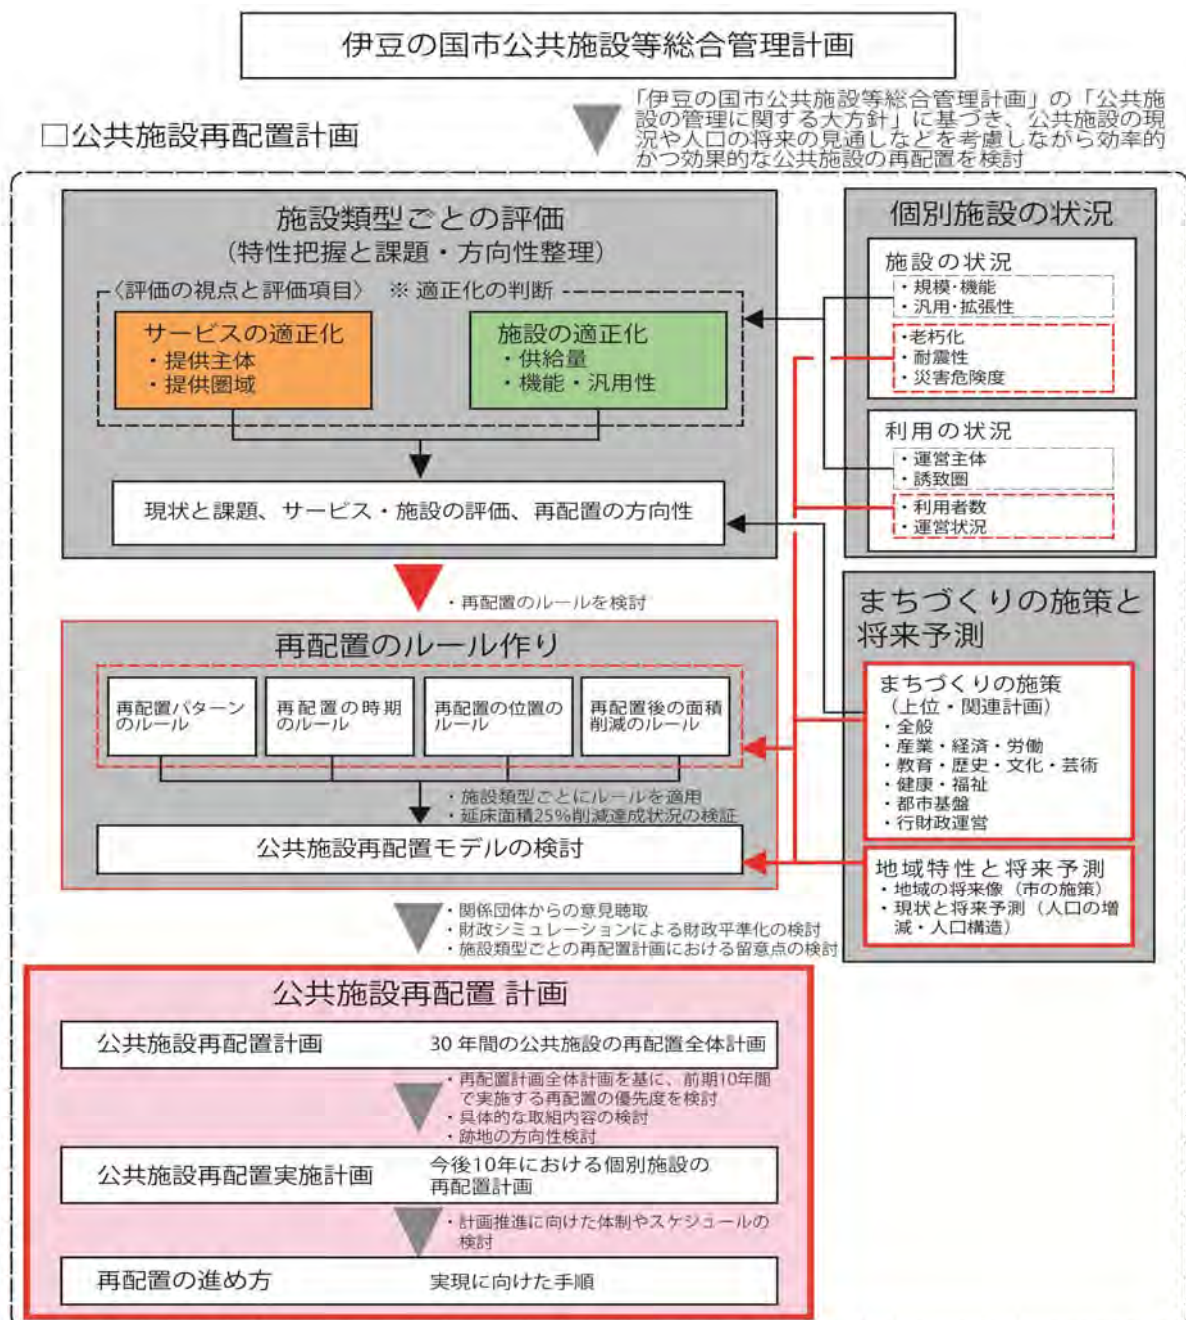 伊豆の国市公共施設等総合管理計画
「伊豆の国市公共施設等総合管理計画」の「公共施
設の管理に関する大方針」に基づき、公共施設の現
況や人口の将来の見通しなどを考慮しながら効率的
かつ効果的な公共施設の再配置を検討
□公共施設再配置計画
施設類型ごとの評価
(特性把握と課題・方向性整理)
〈評価の視点と評価項目〉 ※ 適正化の判断
サービスの適正化
・提供主体
・提供圏域
施設の適正化
・供給量
・機能・汎用性
現状と課題、サービス・施設の評価、再配置の方向性
個別施設の状況
施設の状況
・規模・機能
・汎用・拡張性
・老朽化
・耐震性
・災害危険度
利用の状況
・運営主体
・誘致圏
・利用者数
・運営状況
・再配置のルールを検討
再配置のルール作り
再配置パターン
のルール
再配置の時期
のルール
再配置の位置の
ルール
再配置後の面積
削減のルール
・施設類型ごとにルールを適用
・延床面積25%削減達成状況の検証
公共施設再配置モデルの検討
まちづくりの施策と
将来予測
まちづくりの施策
(上位・関連計画)
・全般
・産業・経済・労働
・教育・歴史・文化・芸術
・健康・福祉
・都市基盤
・行財政運営
地域特性と将来予測
・地域の将来像(市の施策)
・現状と将来予測(人口の増
減・人口構造)
・関係団体からの意見聴取
・財政シミュレーションによる財政平準化の検討
・施設類型ごとの再配置計画における留意点の検討
公共施設再配置 計画
公共施設再配置計画 30 年間の公共施設の再配置全体計画
・再配置計画全体計画を基に、前期10年間
で実施する再配置の優先度を検討
・具体的な取組内容の検討
・跡地の方向性検討
公共施設再配置実施計画 今後10年における個別施設の
再配置計画
・計画推進に向けた体制やスケジュールの
検討
再配置の進め方 実現に向けた手順